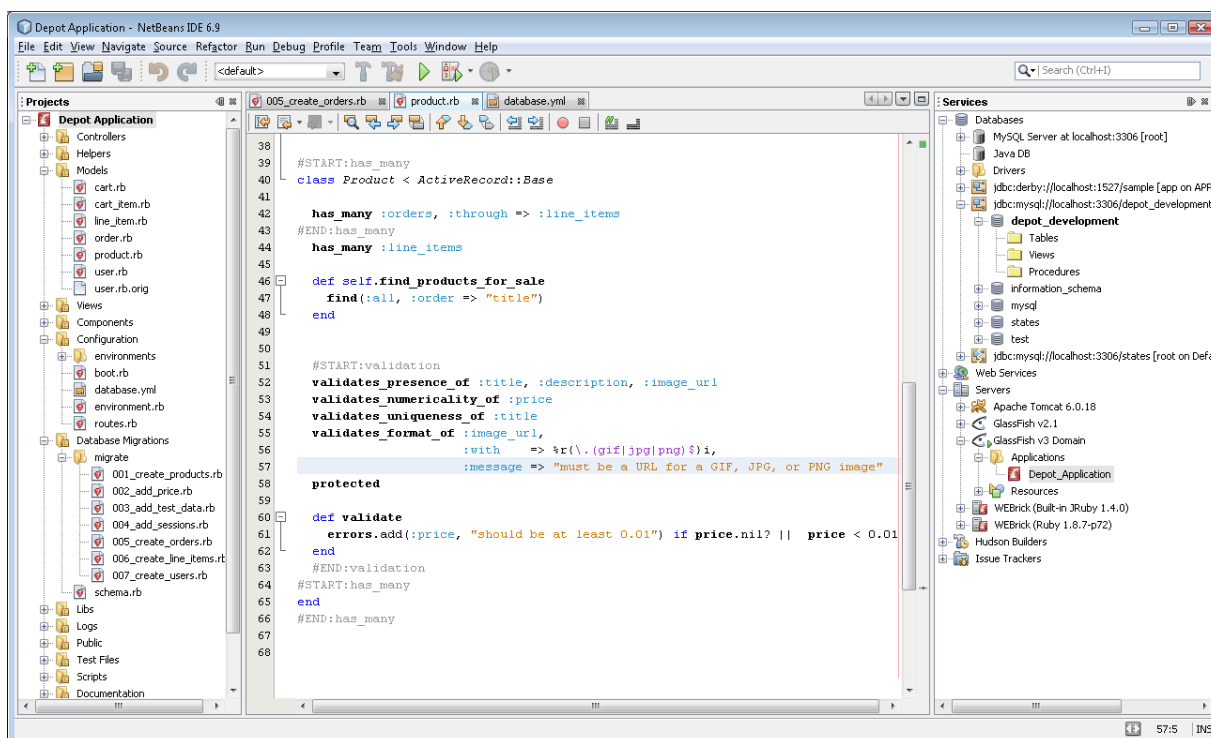 Depot Application - NetBeans IDE 6.9
File Edit View Navigate Source Refactor Run Debug Profile Team Tools Window Help
<default>
Search (Ctrl+I)
Projects
Depot Application
Controllers
Helpers
Models
cart.rb
cart_item.rb
line_item.rb
order.rb
product.rb
user.rb
user.rb.orig
Views
Components
Configuration
environments
boot.rb
database.yml
environment.rb
routes.rb
Database Migrations
migrate
001_create_products.rb
002_add_price.rb
003_add_test_data.rb
004_add_sessions.rb
005_create_orders.rb
006_create_line_items.rb
007_create_users.rb
schema.rb
Libs
Logs
Public
Test Files
Scripts
Documentation
005_create_orders.rb product.rb database.yml
38
39 #START:has_many
40 class Product < ActiveRecord::Base
41
42 has_many :orders, :through => :line_items
43 #END:has_many
44 has_many :line_items
45
46 def self.find_products_for_sale
47 find(:all, :order => "title")
48 end
49
50
51 #START:validation
52 validates_presence_of :title, :description, :image_url
53 validates_numericality_of :price
54 validates_uniqueness_of :title
55 validates_format_of :image_url,
56 :with => %r{\.(gif|jpg|png)$}i,
57 :message => "must be a URL for a GIF, JPG, or PNG image"
58 protected
59
60 def validate
61 errors.add(:price, "should be at least 0.01") if price.nil? || price < 0.01
62 end
63 #END:validation
64 #START:has_many
65 end
66 #END:has_many
67
68
Services
Databases
MySQL Server at localhost:3306 [root]
Java DB
Drivers
jdbc:derby://localhost:1527/sample [app on APP
jdbc:mysql://localhost:3306/depot_development
depot_development
Tables
Views
Procedures
information_schema
mysql
states
test
jdbc:mysql://localhost:3306/states [root on Defa
Web Services
Servers
Apache Tomcat 6.0.18
GlassFish v2.1
GlassFish v3 Domain
Applications
Depot_Application
Resources
WEBrick (Built-in JRuby 1.4.0)
WEBrick (Ruby 1.8.7-p72)
Hudson Builders
Issue Trackers
57:5 INS